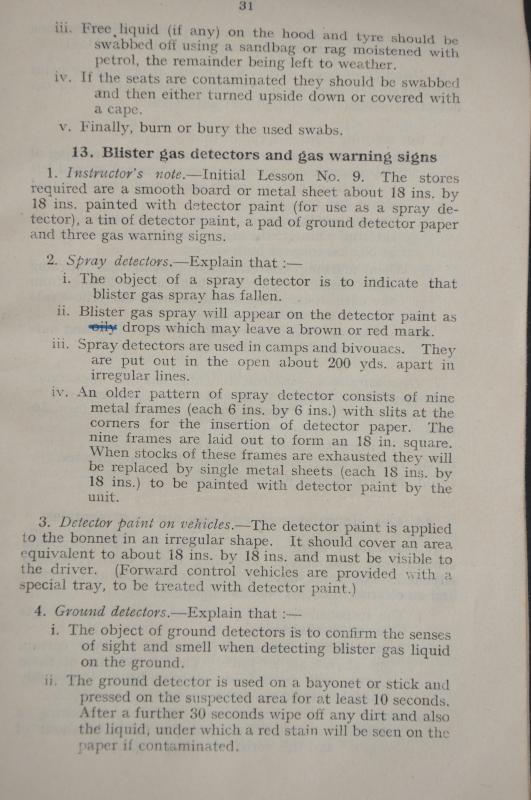 31
iii. Free liquid (if any) on the hood and tyre should be
swabbed off using a sandbag or rag moistened with
petrol, the remainder being left to weather.
iv. If the seats are contaminated they should be swabbed
and then either turned upside down or covered with
a cape.
v. Finally, burn or bury the used swabs.
13. Blister gas detectors and gas warning signs
1. Instructor's note.—Initial Lesson No. 9. The stores
required are a smooth board or metal sheet about 18 ins. by
18 ins. painted with detector paint (for use as a spray de-
tector), a tin of detector paint, a pad of ground detector paper
and three gas warning signs.
2. Spray detectors.—Explain that :—
i. The object of a spray detector is to indicate that
blister gas spray has fallen.
ii. Blister gas spray will appear on the detector paint as
oily drops which may leave a brown or red mark.
iii. Spray detectors are used in camps and bivouacs. They
are put out in the open about 200 yds. apart in
irregular lines.
iv. An older pattern of spray detector consists of nine
metal frames (each 6 ins. by 6 ins.) with slits at the
corners for the insertion of detector paper. The
nine frames are laid out to form an 18 in. square.
When stocks of these frames are exhausted they will
be replaced by single metal sheets (each 18 ins. by
18 ins.) to be painted with detector paint by the
unit.
3. Detector paint on vehicles.—The detector paint is applied
to the bonnet in an irregular shape. It should cover an area
equivalent to about 18 ins. by 18 ins. and must be visible to
the driver. (Forward control vehicles are provided with a
special tray, to be treated with detector paint.)
4. Ground detectors.—Explain that :—
i. The object of ground detectors is to confirm the senses
of sight and smell when detecting blister gas liquid
on the ground.
ii. The ground detector is used on a bayonet or stick and
pressed on the suspected area for at least 10 seconds.
After a further 30 seconds wipe off any dirt and also
the liquid, under which a red stain will be seen on the
paper if contaminated.